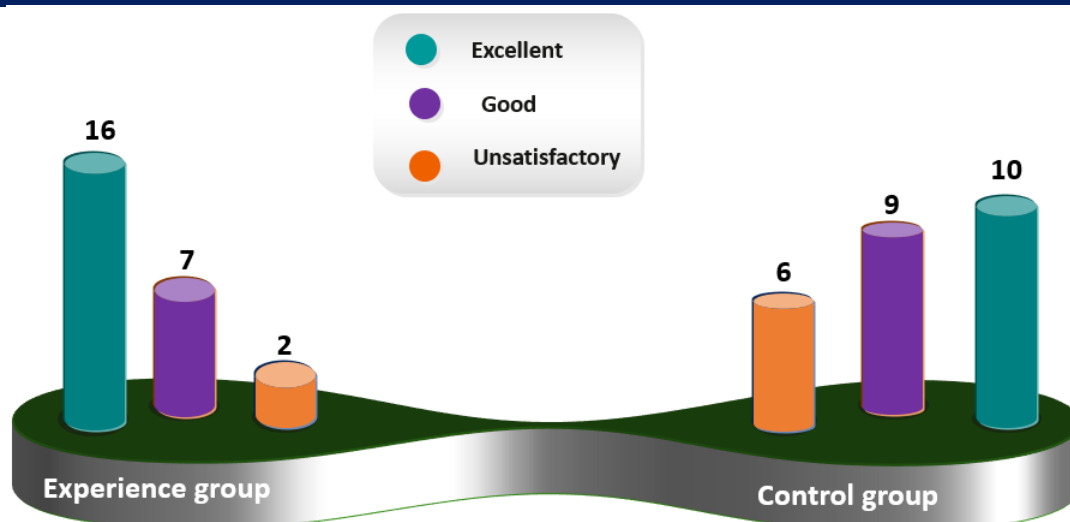 Excellent
Good
Unsatisfactory
16
7
2
6
9
10
Experience group
Control group